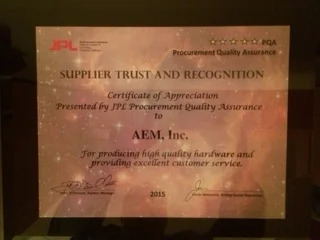 JPL
☆☆☆☆☆ PQA
Procurement Quality Assurance
SUPPLIER TRUST AND RECOGNITION
Certificate of Appreciation
Presented by JPL Procurement Quality Assurance
to
AEM, Inc.
For producing high quality hardware and
providing excellent customer service.
2015